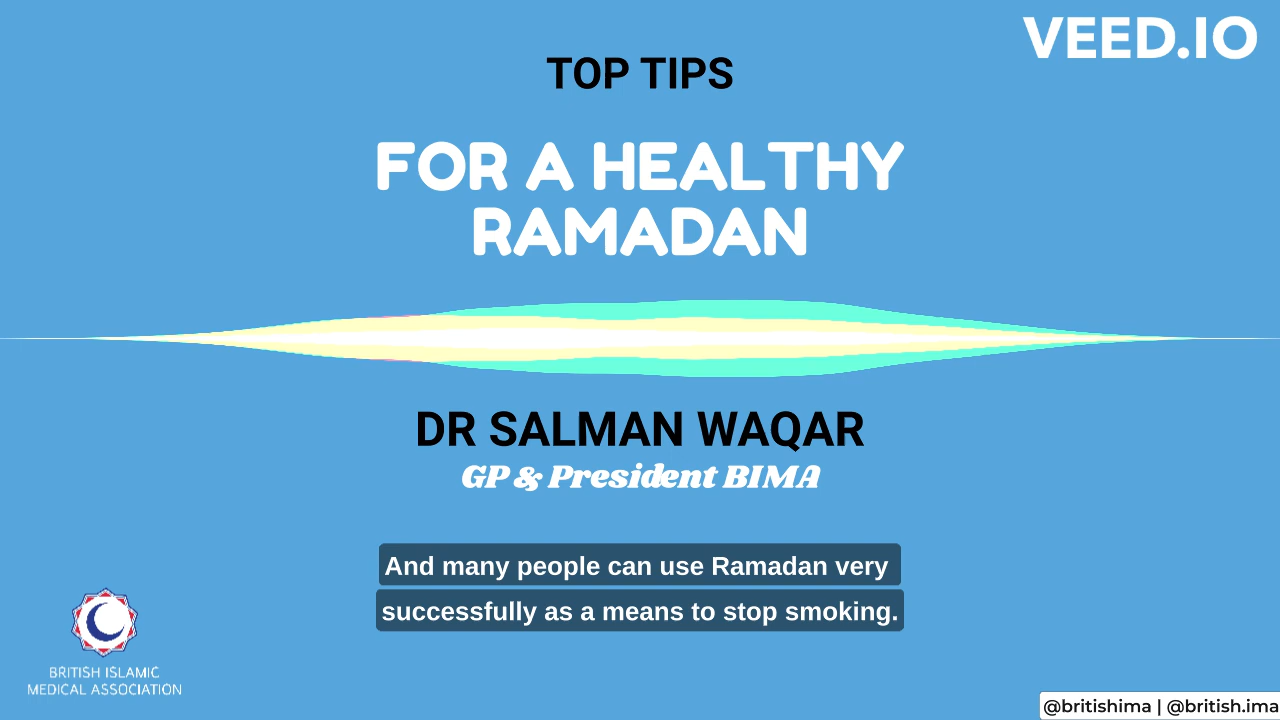 VEED.IO
TOP TIPS
FOR A HEALTHY
RAMADAN
DR SALMAN WAQAR
GP & President BIMA
And many people can use Ramadan very
successfully as a means to stop smoking.
BRITISH ISLAMIC
MEDICAL ASSOCIATION
@britishima | @british.ima